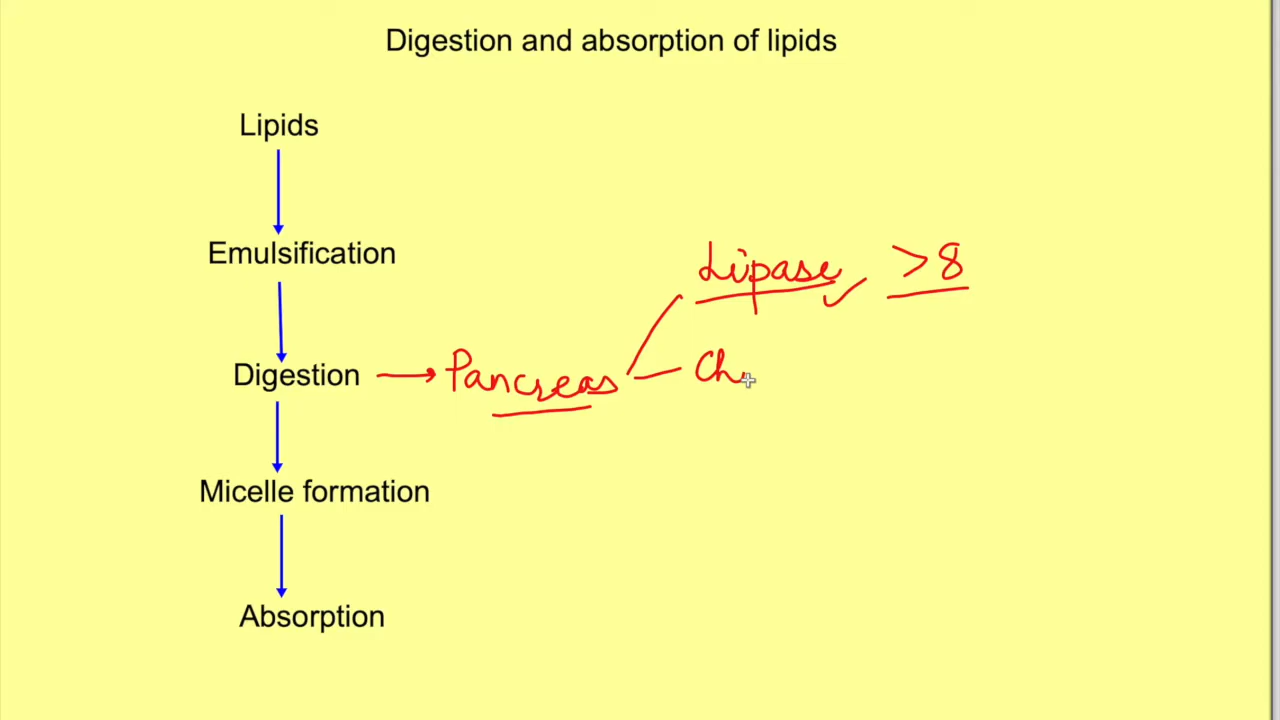 Digestion and absorption of lipids
Lipids
Emulsification
Lipase >8
Digestion → Pancreas Ch
Micelle formation
Absorption